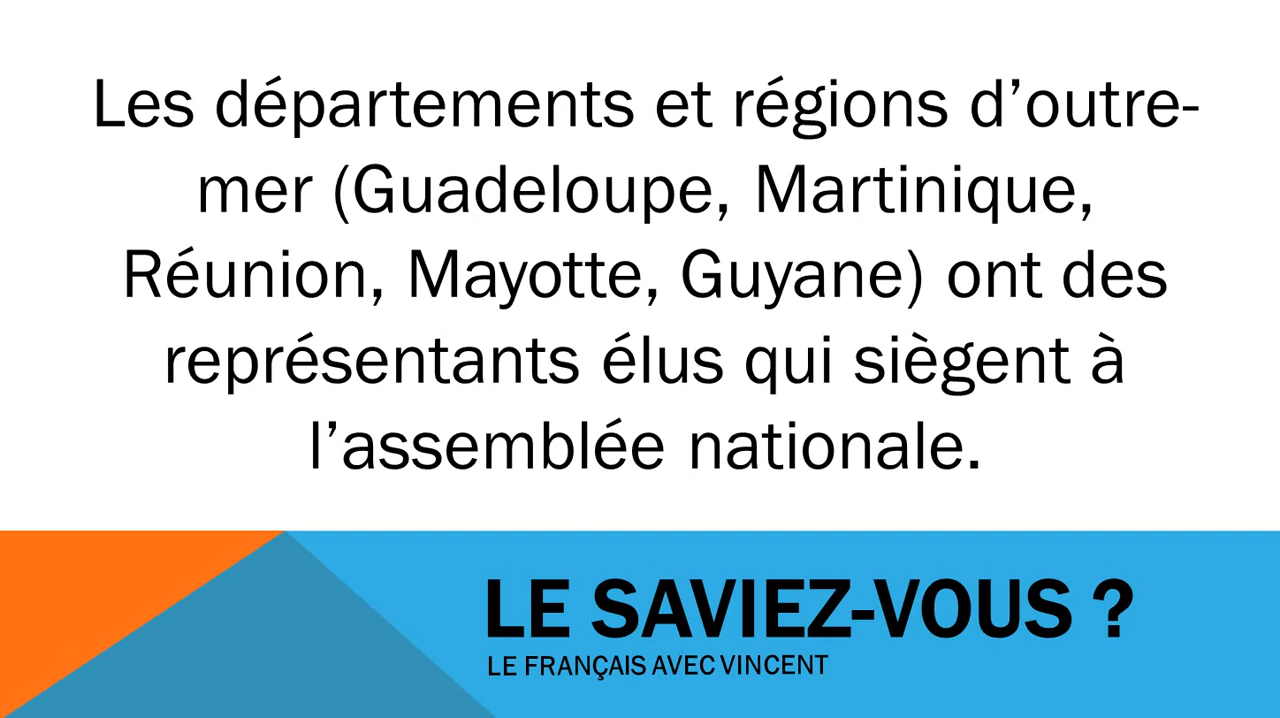 Les départements et régions d’outre-
mer (Guadeloupe, Martinique,
Réunion, Mayotte, Guyane) ont des
représentants élus qui siègent à
l’assemblée nationale.
LE SAVIEZ-VOUS ?
LE FRANÇAIS AVEC VINCENT